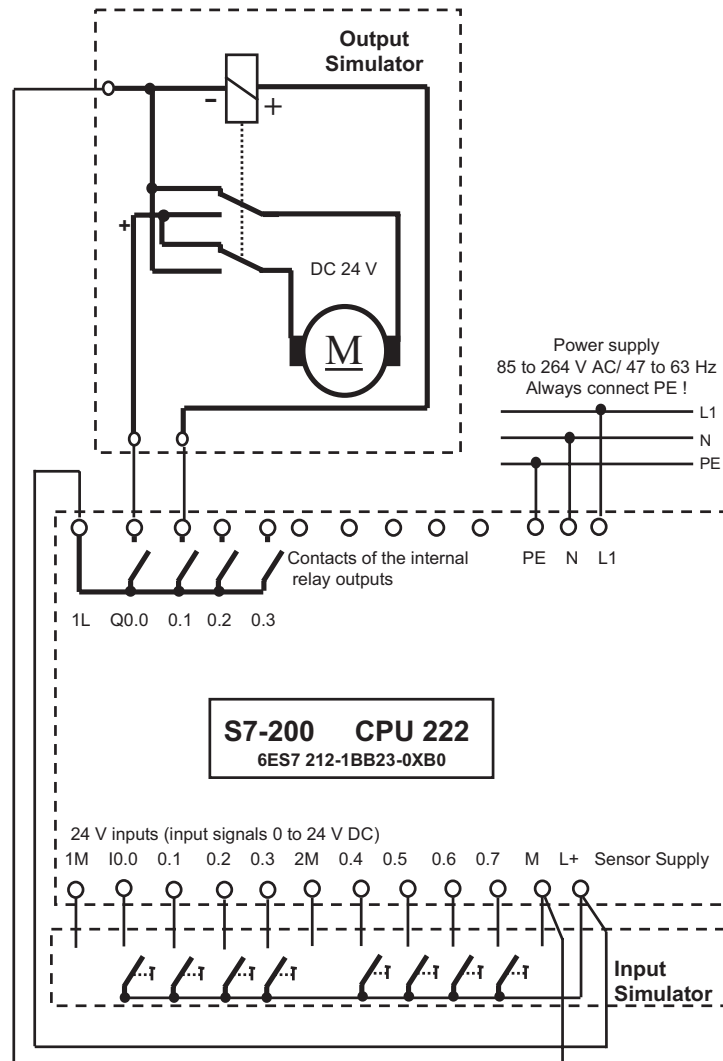 Output
Simulator
-
+
+
DC 24 V
M
Power supply
85 to 264 V AC/ 47 to 63 Hz
Always connect PE !
L1
N
PE
Contacts of the internal
relay outputs
PE N L1
1L Q0.0 0.1 0.2 0.3
S7-200 CPU 222
6ES7 212-1BB23-0XB0
24 V inputs (input signals 0 to 24 V DC)
1M I0.0 0.1 0.2 0.3 2M 0.4 0.5 0.6 0.7 M L+ Sensor Supply
Input
Simulator